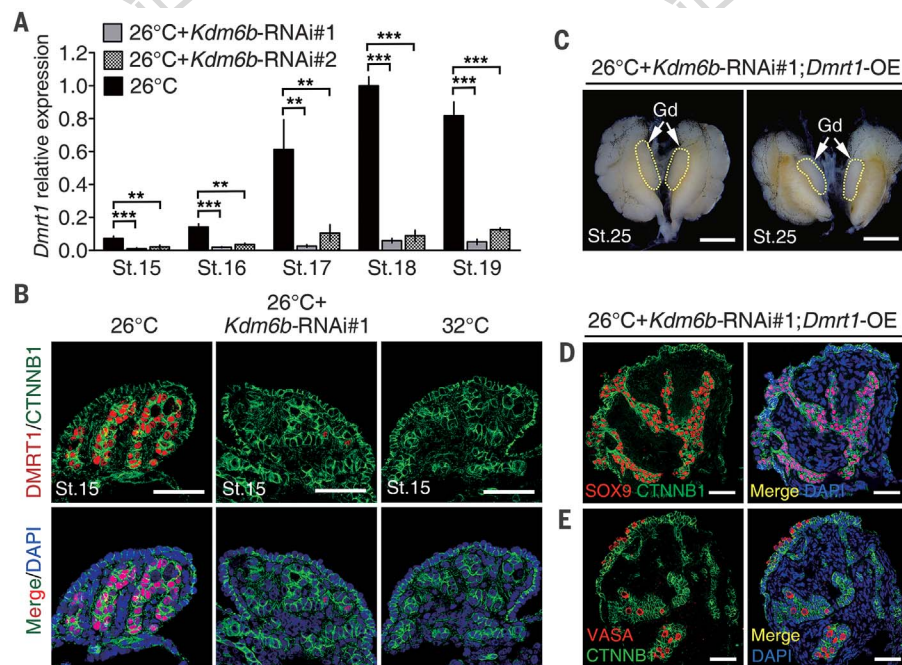 A
26°C+Kdm6b-RNAi#1
26°C+Kdm6b-RNAi#2
26°C
Dmrt1 relative expression
1.2
1.0
0.8
0.6
0.4
0.2
0.0
*** **
*** **
** **
*** ***
*** ***
St.15 St.16 St.17 St.18 St.19
B
26°C
26°C+
Kdm6b-RNAi#1
32°C
DMRT1/CTNNB1
St.15
St.15
St.15
Merge/DAPI
C
26°C+Kdm6b-RNAi#1;Dmrt1-OE
Gd
St.25
Gd
St.25
26°C+Kdm6b-RNAi#1;Dmrt1-OE
D
SOX9 CTNNB1
Merge DAPI
E
VASA
CTNNB1
Merge
DAPI